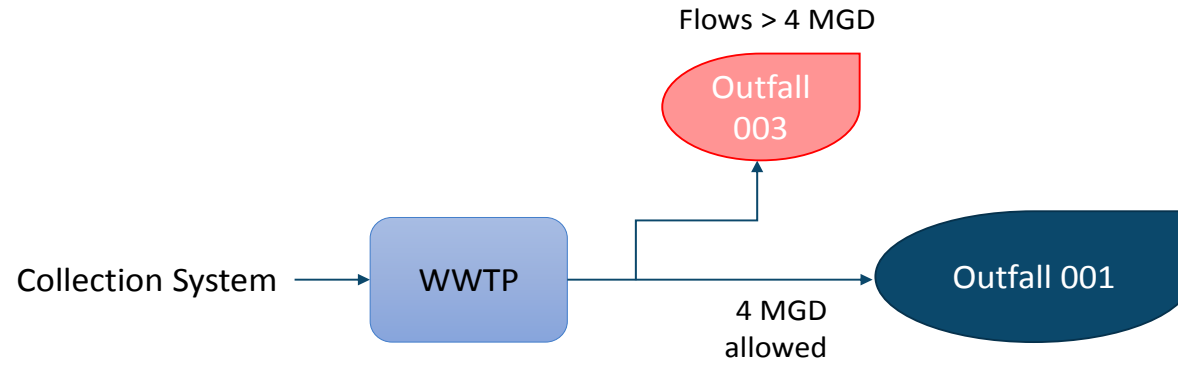 Flows > 4 MGD
Outfall
003
Collection System
WWTP
Outfall 001
4 MGD
allowed